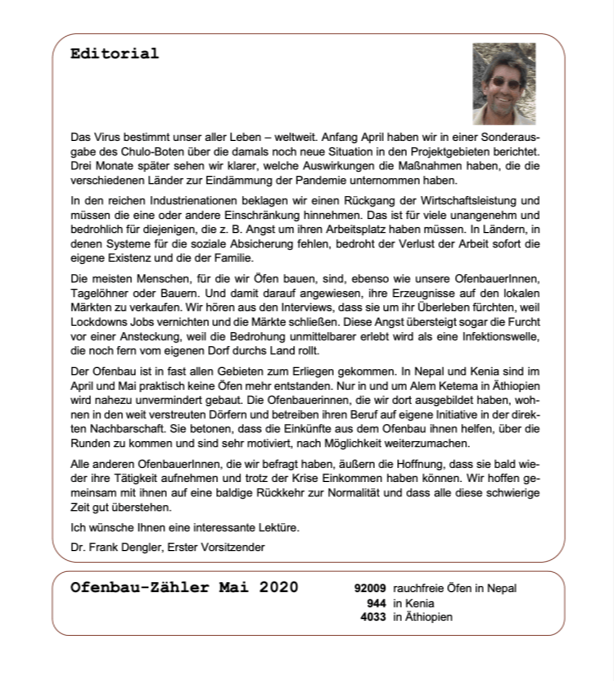 Editorial
Das Virus bestimmt unser aller Leben – weltweit. Anfang April haben wir in einer Sonderaus-
gabe des Chulo-Boten über die damals noch neue Situation in den Projektgebieten berichtet.
Drei Monate später sehen wir klarer, welche Auswirkungen die Maßnahmen haben, die die
verschiedenen Länder zur Eindämmung der Pandemie unternommen haben.
In den reichen Industrienationen beklagen wir einen Rückgang der Wirtschaftsleistung und
müssen die eine oder andere Einschränkung hinnehmen. Das ist für viele unangenehm und
bedrohlich für diejenigen, die z. B. Angst um ihren Arbeitsplatz haben müssen. In Ländern, in
denen Systeme für die soziale Absicherung fehlen, bedroht der Verlust der Arbeit sofort die
eigene Existenz und die der Familie.
Die meisten Menschen, für die wir Öfen bauen, sind, ebenso wie unsere OfenbauerInnen,
Tagelöhner oder Bauern. Und damit darauf angewiesen, ihre Erzeugnisse auf den lokalen
Märkten zu verkaufen. Wir hören aus den Interviews, dass sie um ihr Überleben fürchten, weil
Lockdowns Jobs vernichten und die Märkte schließen. Diese Angst übersteigt sogar die Furcht
vor einer Ansteckung, weil die Bedrohung unmittelbarer erlebt wird als eine Infektionswelle,
die noch fern vom eigenen Dorf durchs Land rollt.
Der Ofenbau ist in fast allen Gebieten zum Erliegen gekommen. In Nepal und Kenia sind im
April und Mai praktisch keine Öfen mehr entstanden. Nur in und um Alem Ketema in Äthiopien
wird nahezu unvermindert gebaut. Die Ofenbauerinnen, die wir dort ausgebildet haben, woh-
nen in den weit verstreuten Dörfern und betreiben ihren Beruf auf eigene Initiative in der direk-
ten Nachbarschaft. Sie betonen, dass die Einkünfte aus dem Ofenbau ihnen helfen, über die
Runden zu kommen und sind sehr motiviert, nach Möglichkeit weiterzumachen.
Alle anderen OfenbauerInnen, die wir befragt haben, äußern die Hoffnung, dass sie bald wie-
der ihre Tätigkeit aufnehmen und trotz der Krise Einkommen haben können. Wir hoffen ge-
meinsam mit ihnen auf eine baldige Rückkehr zur Normalität und dass alle diese schwierige
Zeit gut überstehen.
Ich wünsche Ihnen eine interessante Lektüre.
Dr. Frank Dengler, Erster Vorsitzender
Ofenbau-Zähler Mai 2020 92009 rauchfreie Öfen in Nepal
944 in Kenia
4033 in Äthiopien